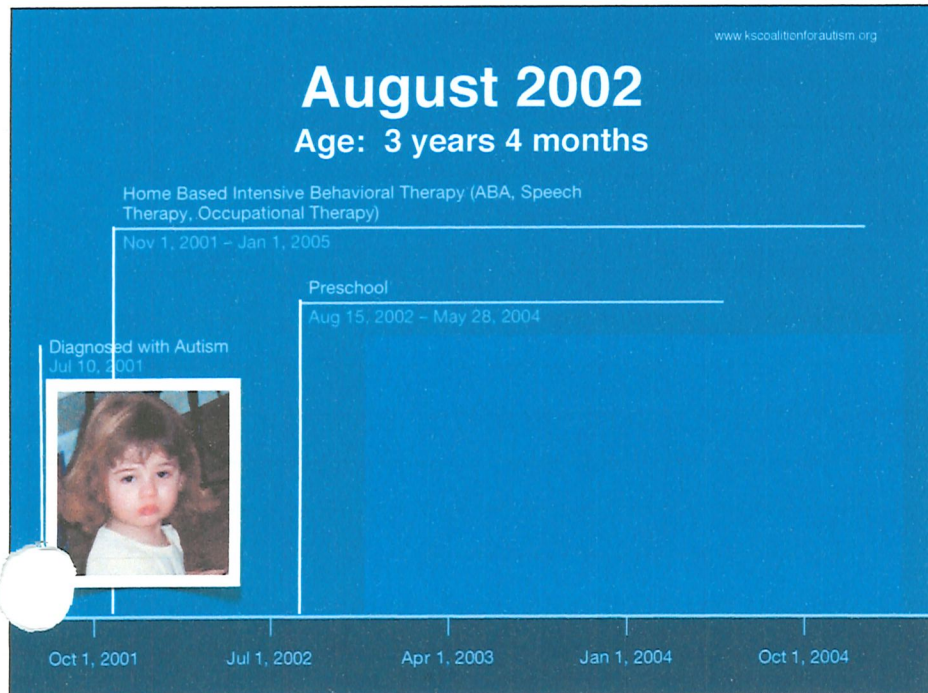 www.kscoalitionforautism.org
August 2002
Age: 3 years 4 months
Home Based Intensive Behavioral Therapy (ABA, Speech
Therapy, Occupational Therapy)
Nov 1, 2001 – Jan 1, 2005
Preschool
Aug 15, 2002 – May 28, 2004
Diagnosed with Autism
Jul 10, 2001
Oct 1, 2001
Jul 1, 2002
Apr 1, 2003
Jan 1, 2004
Oct 1, 2004